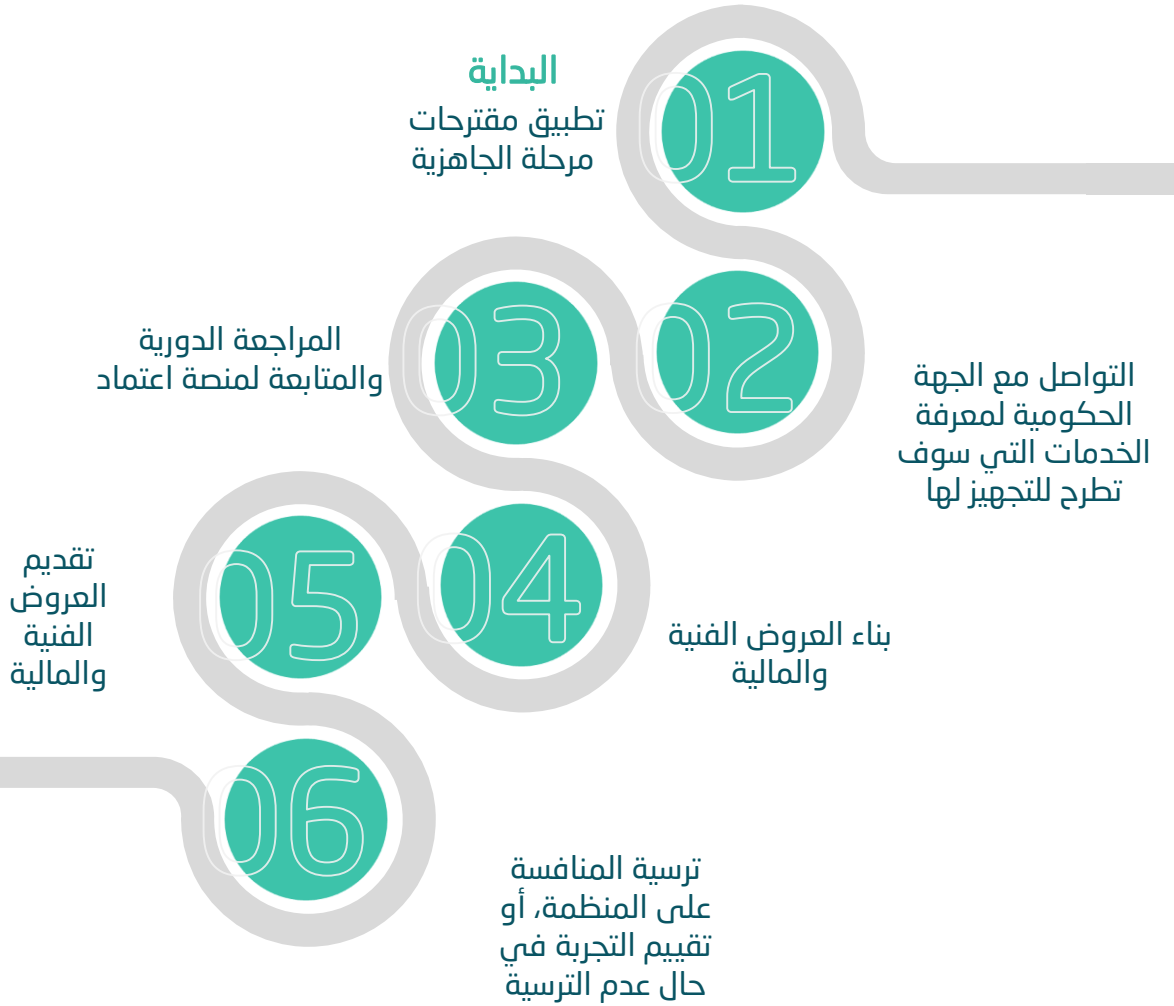 01
البداية
تطبيق مقترحات
مرحلة الجاهزية
02
التواصل مع الجهة
الحكومية لمعرفة
الخدمات التي سوف
تطرح للتجهيز لها
03
المراجعة الدورية
والمتابعة لمنصة اعتماد
04
بناء العروض الفنية
والمالية
05
تقديم
العروض
الفنية
والمالية
06
ترسية المنافسة
على المنظمة، أو
تقييم التجربة في
حال عدم الترسية